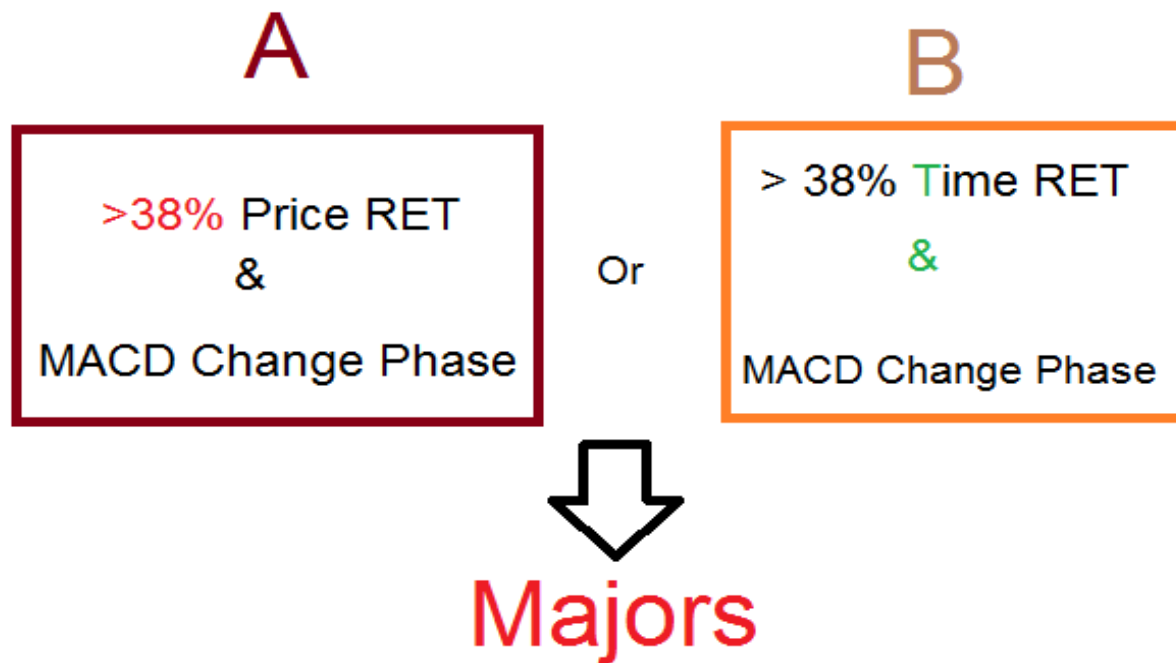 A
>38% Price RET
&
MACD Change Phase
Or
B
> 38% Time RET
&
MACD Change Phase
Majors